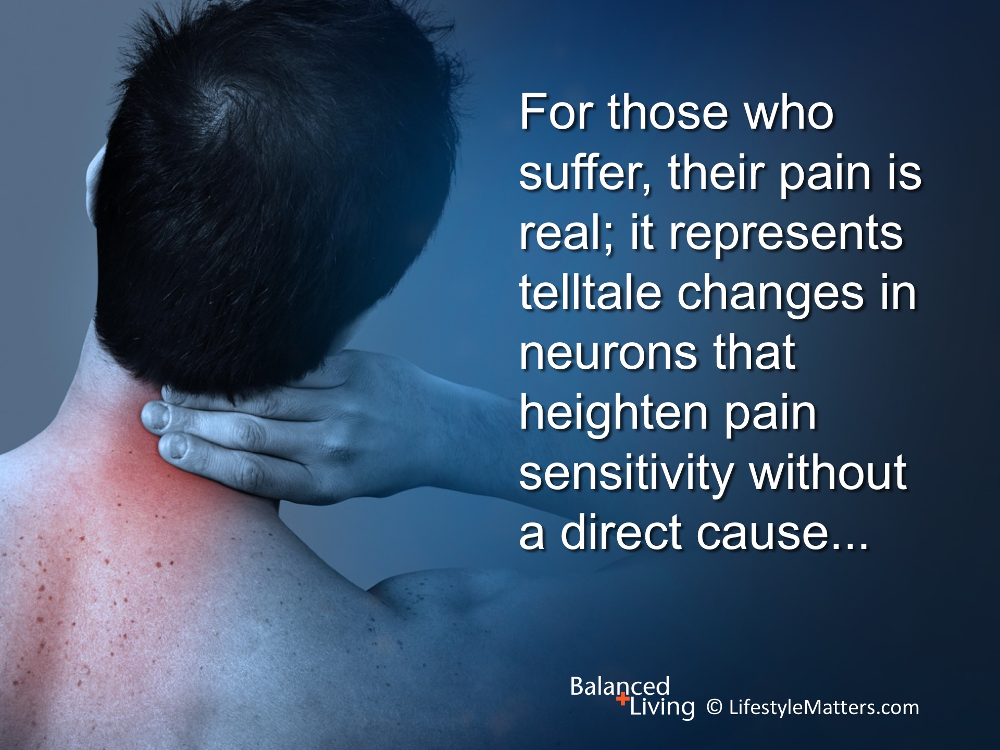 For those who
suffer, their pain is
real; it represents
telltale changes in
neurons that
heighten pain
sensitivity without
a direct cause...
Balanced
Living © LifestyleMatters.com